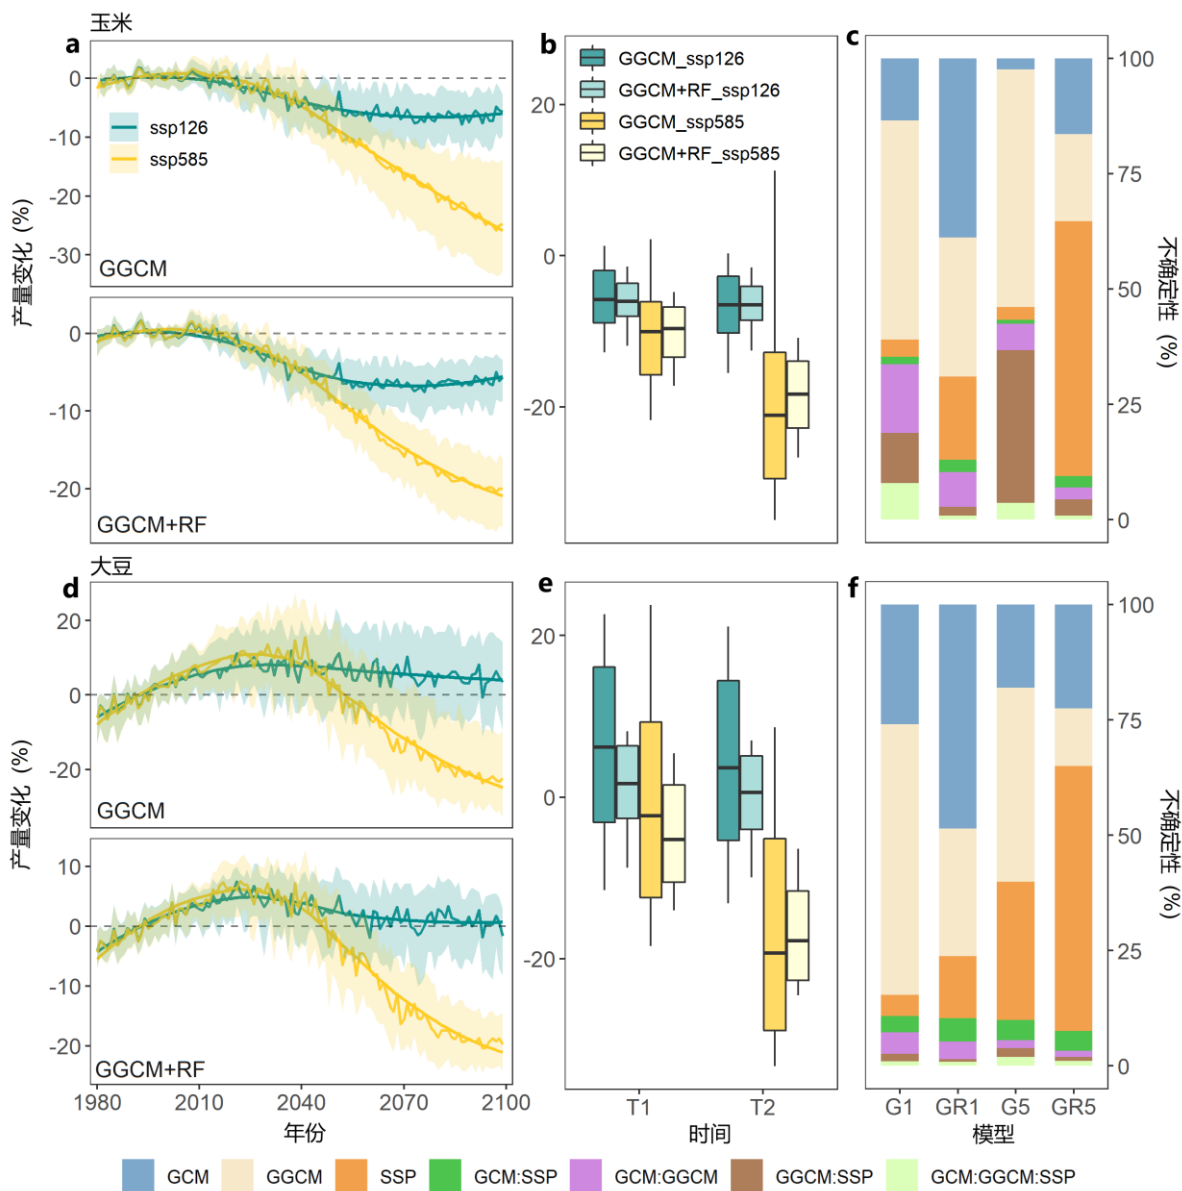 玉米
a
0
-10
-20
-30
产量变化 (%)
ssp126
ssp585
GGCM
0
-10
-20
GGCM+RF
b
GGCM_ssp126
GGCM+RF_ssp126
GGCM_ssp585
GGCM+RF_ssp585
20
0
-20
c
100
75
50
25
0
不确定性 (%)
大豆
d
20
0
-20
产量变化 (%)
GGCM
10
0
-10
-20
GGCM+RF
1980 2010 2040 2070 2100
年份
e
20
0
-20
T1 T2
时间
f
100
75
50
25
0
不确定性 (%)
G1 GR1 G5 GR5
模型
GCM GGCM SSP GCM:SSP GCM:GGCM GGCM:SSP GCM:GGCM:SSP